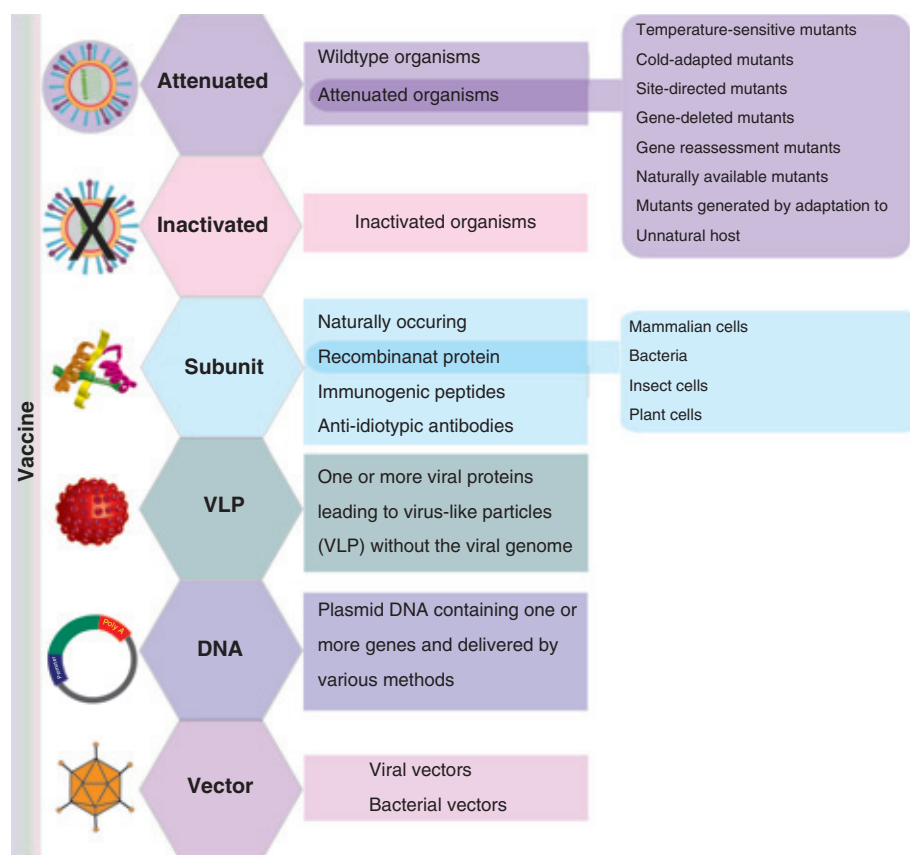 Vaccine
Attenuated
Wildtype organisms
Attenuated organisms
Temperature-sensitive mutants
Cold-adapted mutants
Site-directed mutants
Gene-deleted mutants
Gene reassessment mutants
Naturally available mutants
Mutants generated by adaptation to
Unnatural host
Inactivated
Inactivated organisms
Subunit
Naturally occuring
Recombinanat protein
Immunogenic peptides
Anti-idiotypic antibodies
Mammalian cells
Bacteria
Insect cells
Plant cells
VLP
One or more viral proteins
leading to virus-like particles
(VLP) without the viral genome
Poly A
DNA
Plasmid DNA containing one or
more genes and delivered by
various methods
Vector
Viral vectors
Bacterial vectors